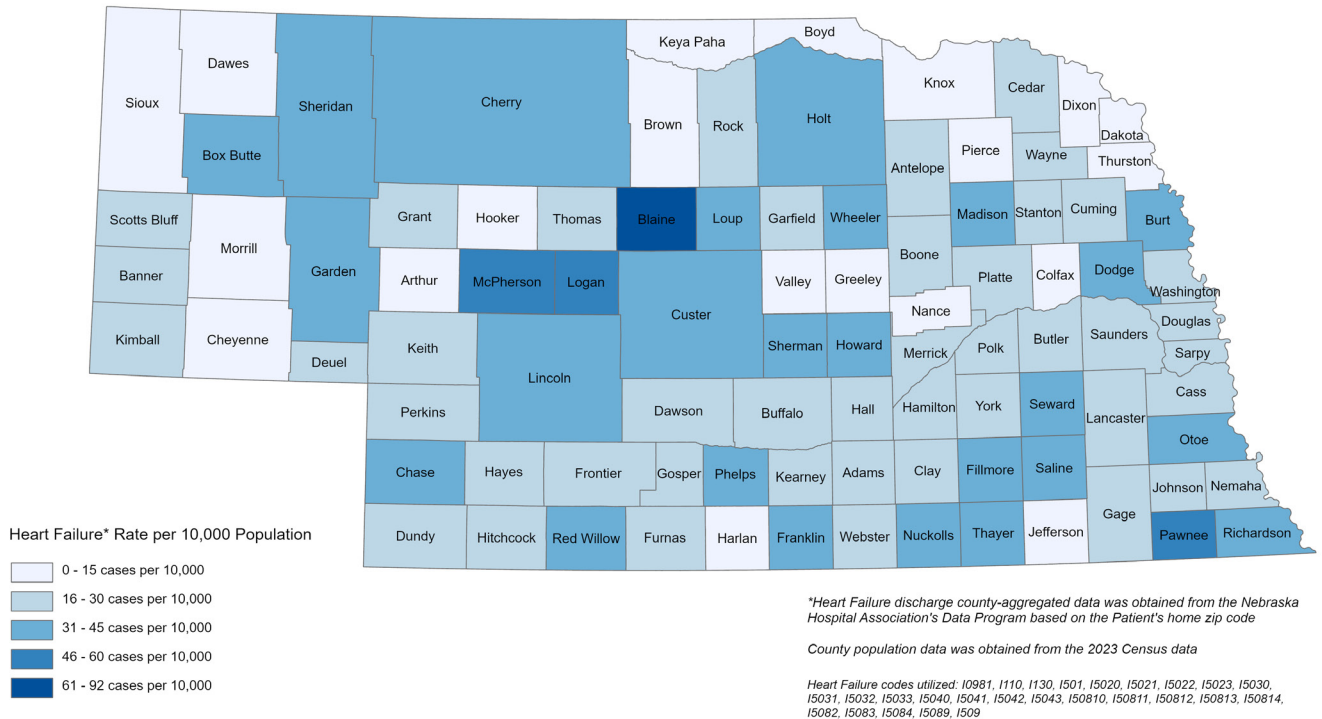 Keya Paha
Boyd
Dawes
Knox
Cedar
Sioux
Sheridan
Cherry
Dixon
Brown
Rock
Holt
Dakota
Box Butte
Antelope
Pierce
Wayne
Thurston
Scotts Bluff
Grant
Hooker
Thomas
Blaine
Loup
Garfield
Wheeler
Madison
Stanton
Cuming
Burt
Morrill
Boone
Banner
Garden
Arthur
McPherson
Logan
Valley
Greeley
Platte
Colfax
Dodge
Washington
Custer
Nance
Kimball
Cheyenne
Deuel
Keith
Lincoln
Sherman
Howard
Merrick
Polk
Butler
Saunders
Douglas
Sarpy
Perkins
Dawson
Buffalo
Hall
Hamilton
York
Seward
Lancaster
Cass
Otoe
Chase
Hayes
Frontier
Gosper
Phelps
Kearney
Adams
Clay
Fillmore
Saline
Johnson
Nemaha
Dundy
Hitchcock
Red Willow
Furnas
Harlan
Franklin
Webster
Nuckolls
Thayer
Jefferson
Gage
Pawnee
Richardson
Heart Failure* Rate per 10,000 Population
0 - 15 cases per 10,000
16 - 30 cases per 10,000
31 - 45 cases per 10,000
46 - 60 cases per 10,000
61 - 92 cases per 10,000
*Heart Failure discharge county-aggregated data was obtained from the Nebraska
Hospital Association's Data Program based on the Patient's home zip code
County population data was obtained from the 2023 Census data
Heart Failure codes utilized: I0981, I110, I130, I501, I5020, I5021, I5022, I5023, I5030,
I5031, I5032, I5033, I5040, I5041, I5042, I5043, I50810, I50811, I50812, I50813, I50814,
I5082, I5083, I5084, I5089, I509